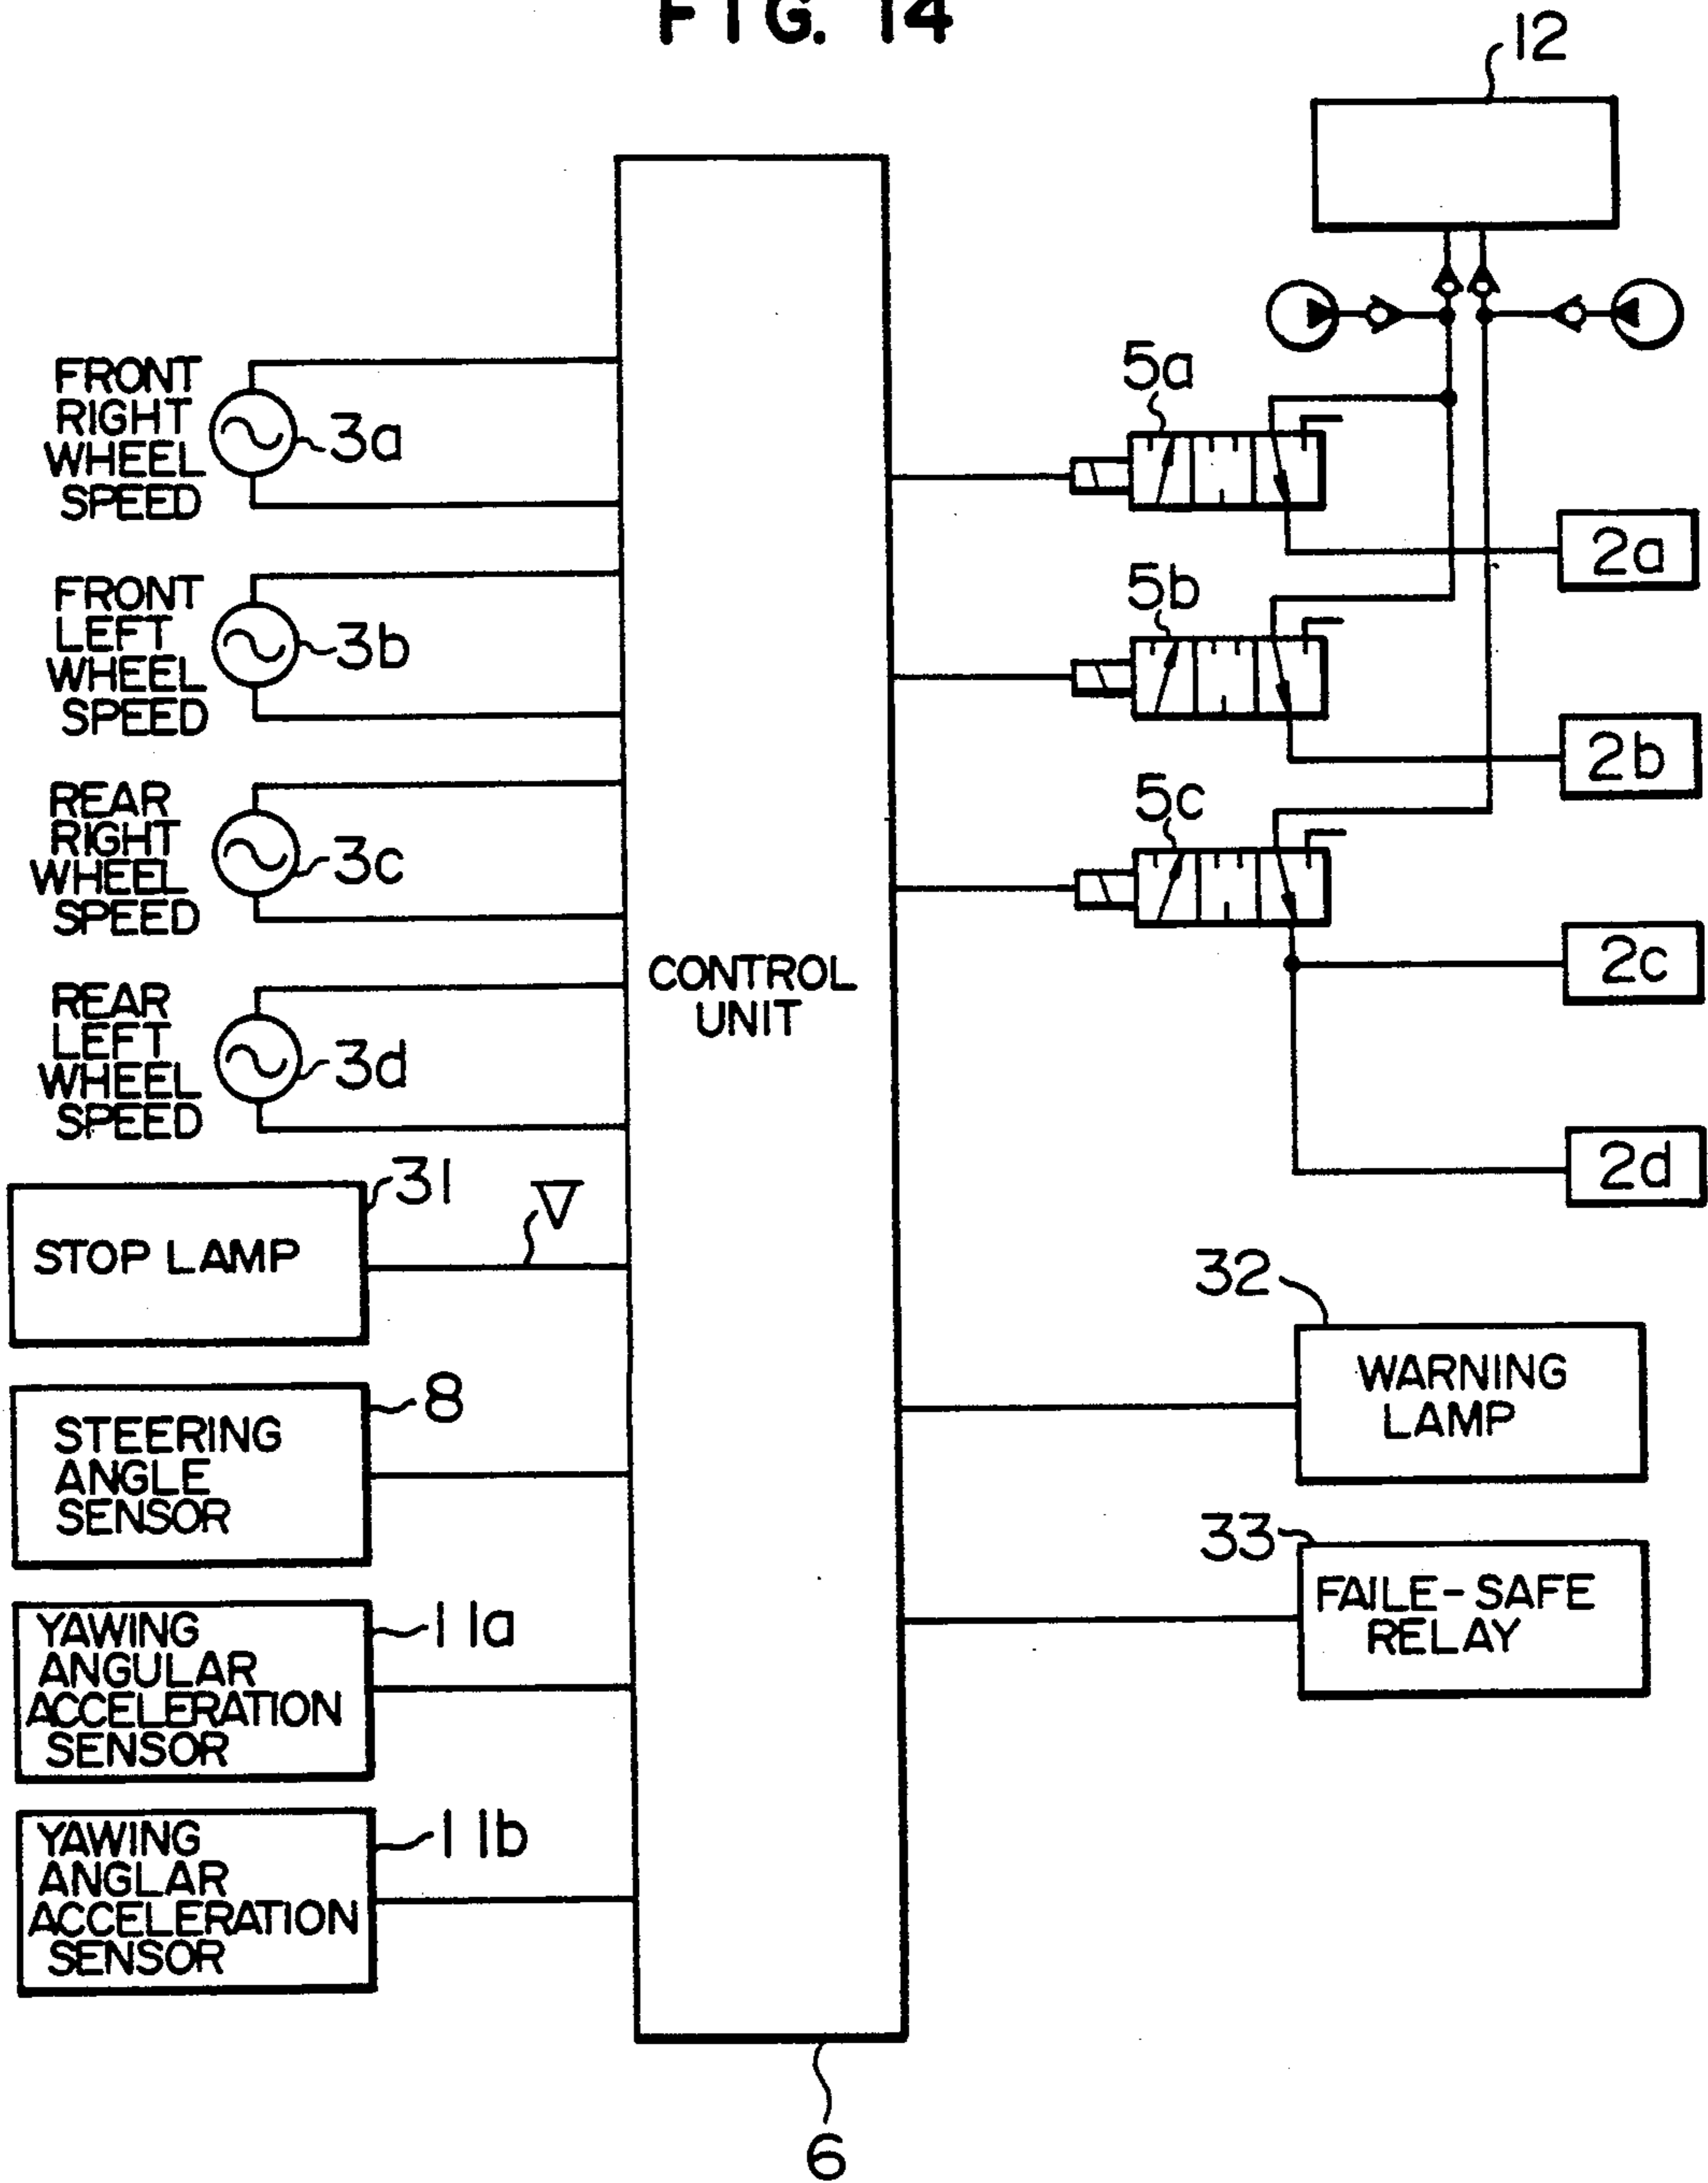 FIG. 14
12
FRONT
RIGHT
WHEEL
SPEED
3a
FRONT
LEFT
WHEEL
SPEED
3b
REAR
RIGHT
WHEEL
SPEED
3c
REAR
LEFT
WHEEL
SPEED
3d
31
STOP LAMP
V
8
STEERING
ANGLE
SENSOR
11a
YAWING
ANGULAR
ACCELERATION
SENSOR
11b
YAWING
ANGLAR
ACCELERATION
SENSOR
CONTROL
UNIT
6
5a
2a
5b
2b
5c
2c
2d
32
WARNING
LAMP
33
FAILE-SAFE
RELAY